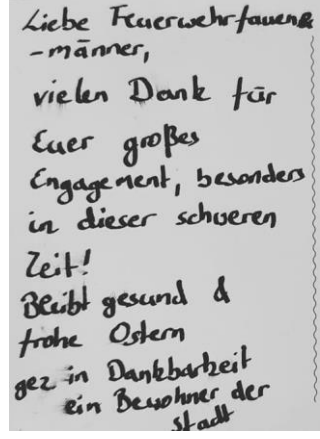 Liebe Feuerwehrfauen&
-männer,
vielen Dank für
Euer großes
Engagement, besonders
in dieser schweren
Zeit!
Bleibt gesund &
frohe Ostern
gez in Dankbarkeit
ein Bewohner der
Stadt